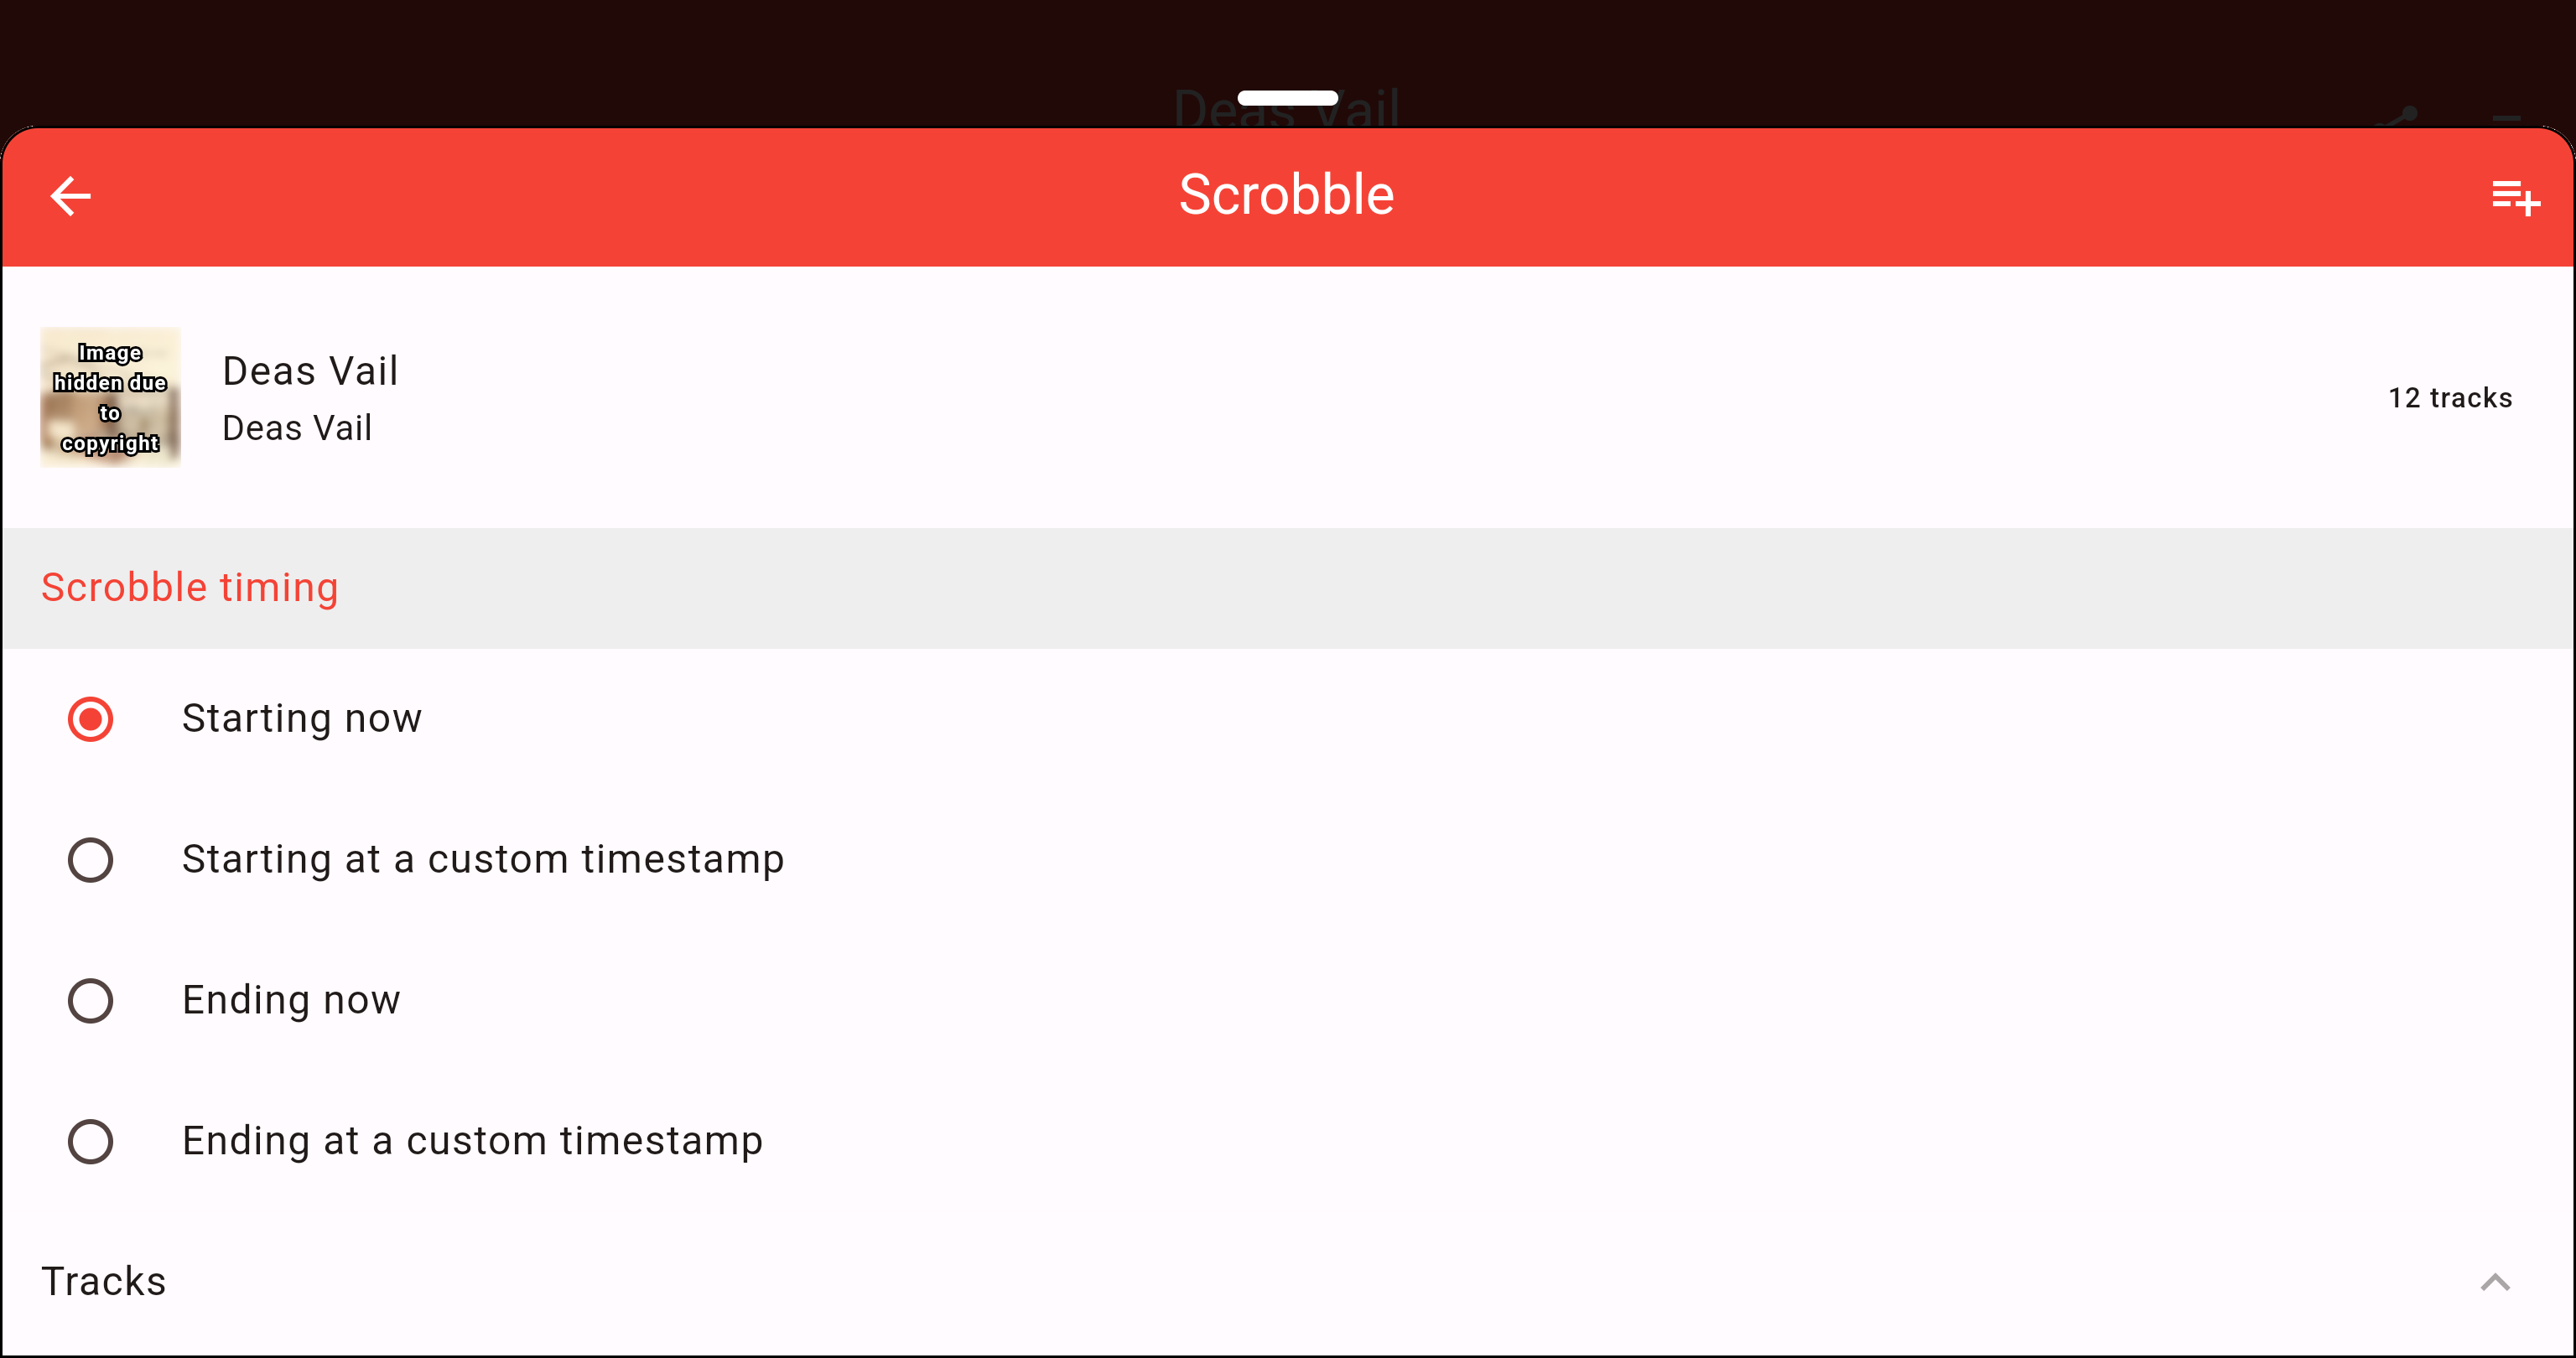 Deas Vail
Scrobble
Image
hidden due
to
copyright
Deas Vail
Deas Vail
12 tracks
Scrobble timing
Starting now
Starting at a custom timestamp
Ending now
Ending at a custom timestamp
Tracks